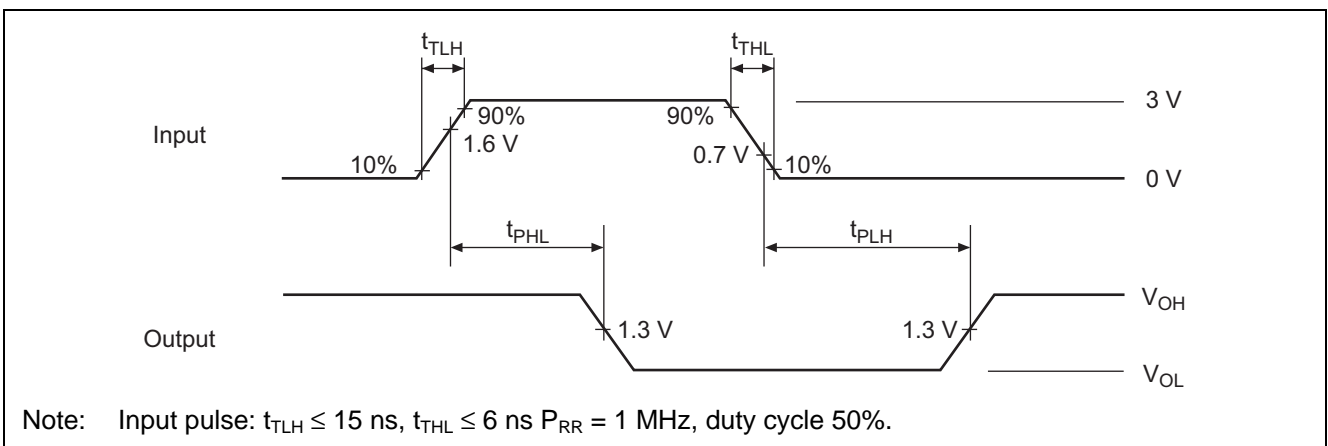 tTLH
tTHL
3 V
90%
90%
Input
1.6 V
0.7 V
10%
10%
0 V
tPHL
tPLH
VOH
1.3 V
1.3 V
Output
VOL
Note: Input pulse: tTLH ≤ 15 ns, tTHL ≤ 6 ns PRR = 1 MHz, duty cycle 50%.